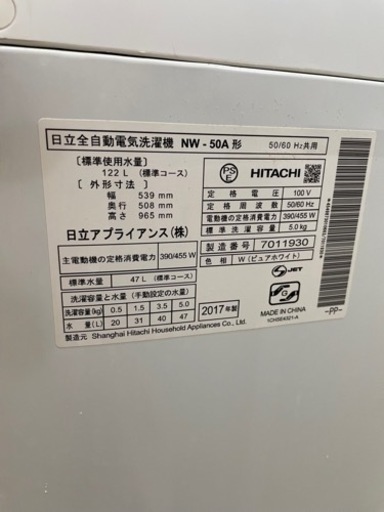 日立全自動電気洗濯機 NW-50A 形 50/60 Hz共用
[標準使用水量]
122 L (標準コース)
[外形寸法]
幅 539 mm
奥行 508 mm
高さ 965 mm
日立アプライアンス(株)
PSE HITACHI
定格電圧 100 V
定格周波数 50/60 Hz
電動機の定格消費電力 390/455 W
標準洗濯容量 5.0kg
製造番号 7011930
色柄 W(ピュアホワイト)
主電動機の定格消費電力 390/455 W
標準水量 47 L (標準コース)
洗濯容量と水量 (手動設定の水量)
洗濯容量(kg) 0.5 1.5 3.5 5.0
水量(L) 20 31 40 47
2017年製
JET
S G
MADE IN CHINA
製造元 Shanghai Hitachi Household Appliances Co., Ltd.
-PP-